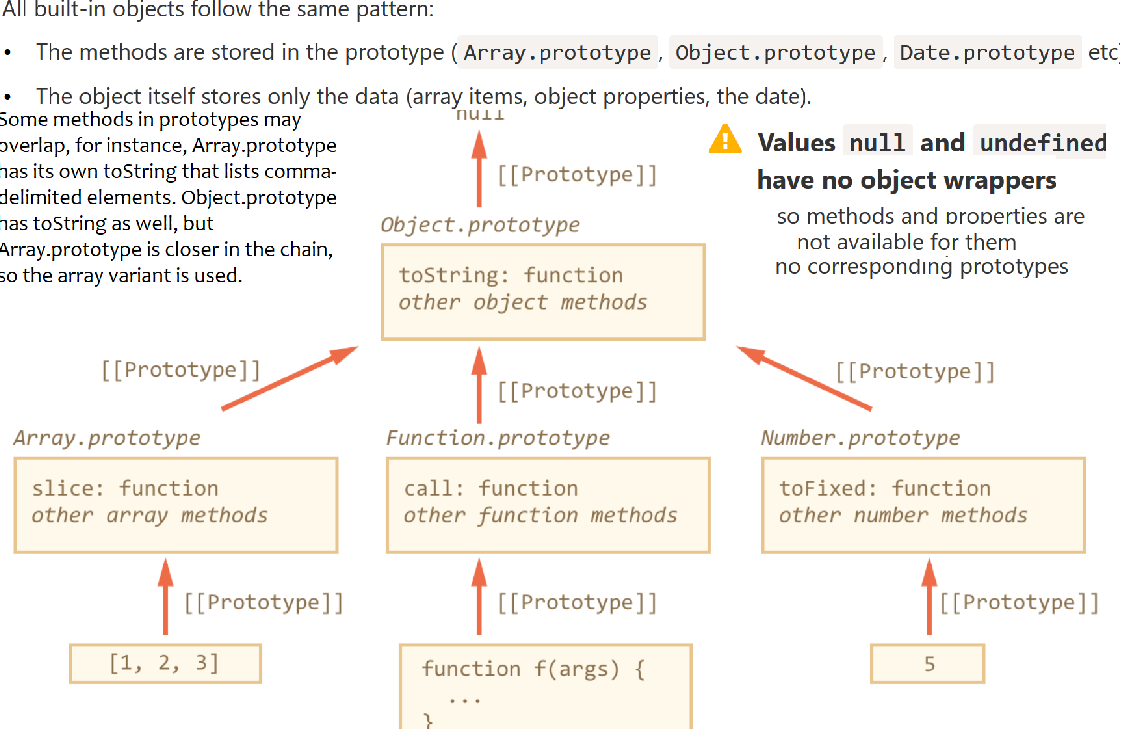 All built-in objects follow the same pattern:
• The methods are stored in the prototype ( Array.prototype , Object.prototype , Date.prototype etc)
• The object itself stores only the data (array items, object properties, the date).
Some methods in prototypes may
overlap, for instance, Array.prototype
has its own toString that lists comma-
delimited elements. Object.prototype
has toString as well, but
Array.prototype is closer in the chain,
so the array variant is used.
null
[[Prototype]]
Values null and undefined
have no object wrappers
so methods and properties are
not available for them
no corresponding prototypes
Object.prototype
toString: function
other object methods
[[Prototype]]
[[Prototype]]
[[Prototype]]
Array.prototype
slice: function
other array methods
Function.prototype
call: function
other function methods
Number.prototype
toFixed: function
other number methods
[[Prototype]]
[[Prototype]]
[[Prototype]]
[1, 2, 3]
function f(args) {
...
}
5